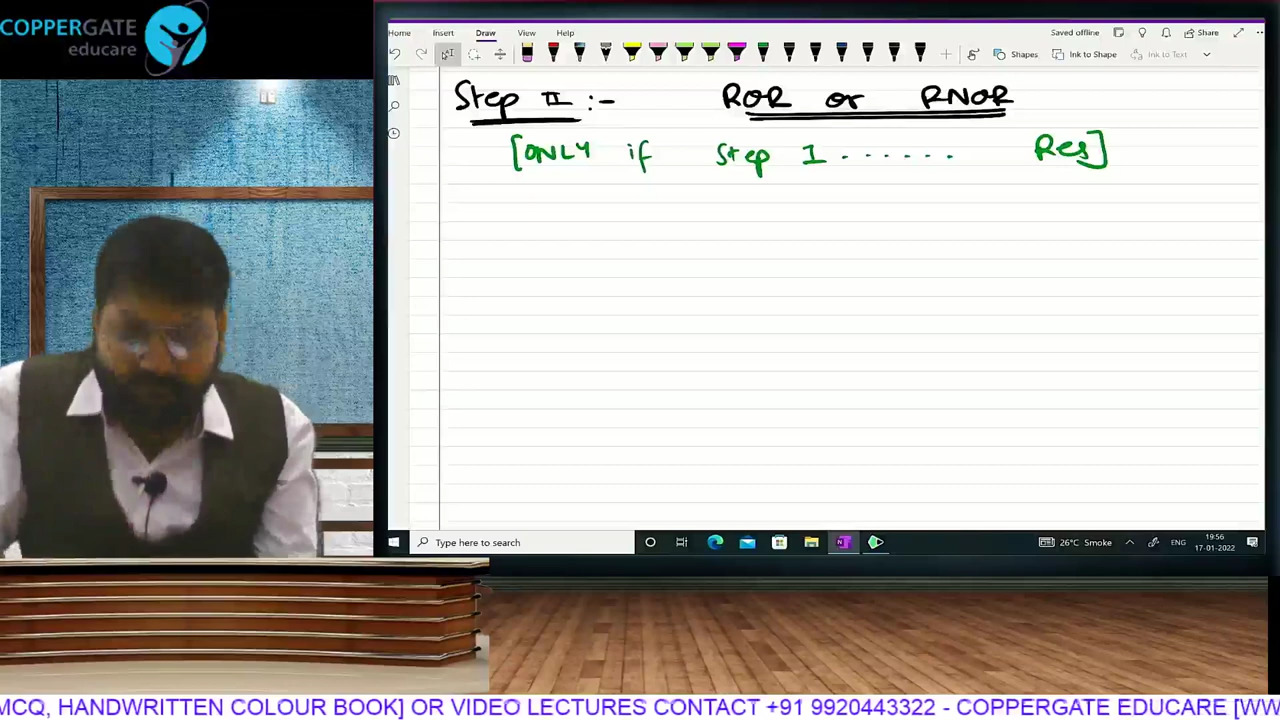 COPPERGATE
educare
Home Insert Draw View Help
Saved offline
Share
Shapes
Ink to Shape
Ink to Text
Step II :- ROR or RNOR
[ONLY if Step 1 ...... Res]
Type here to search
26°C Smoke
ENG
19:56
17-01-2022
MCQ, HANDWRITTEN COLOUR BOOK] OR VIDEO LECTURES CONTACT +91 9920443322 - COPPERGATE EDUCARE [WW